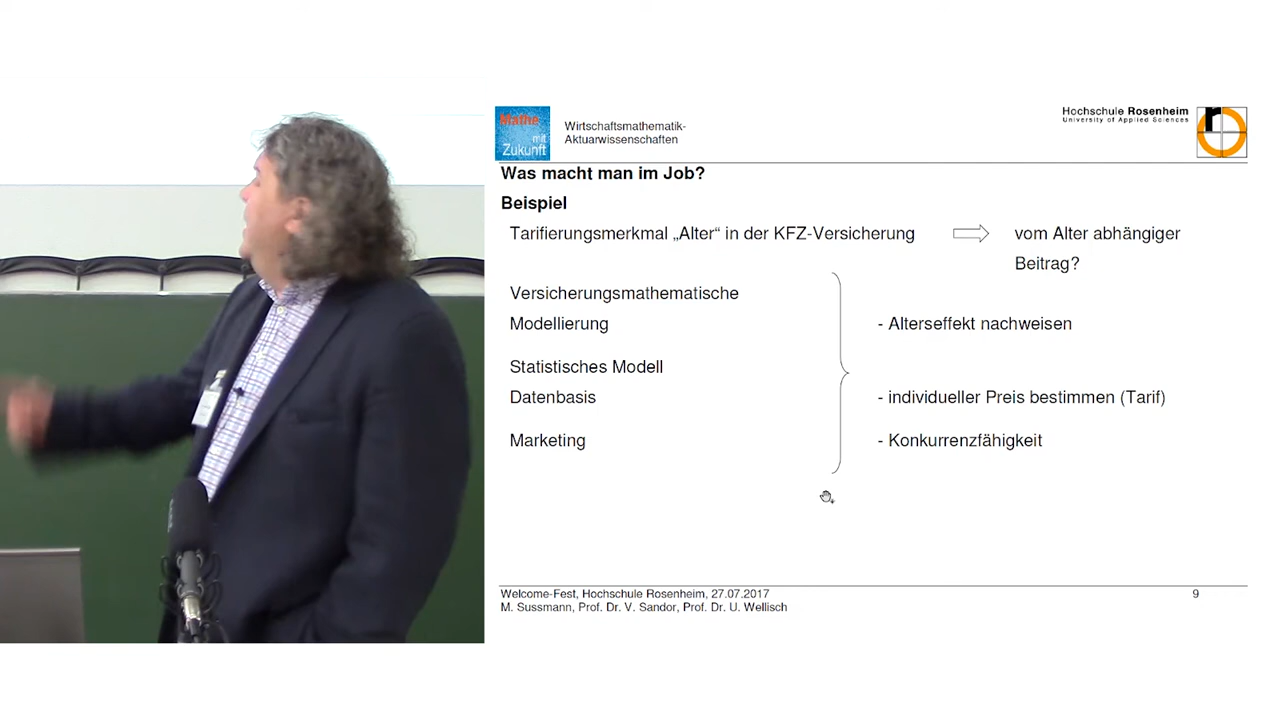 Mathe
mit
Zukunft
Wirtschaftsmathematik-
Aktuarwissenschaften
Hochschule Rosenheim
University of Applied Sciences
Was macht man im Job?
Beispiel
Tarifierungsmerkmal „Alter“ in der KFZ-Versicherung
vom Alter abhängiger
Beitrag?
Versicherungsmathematische
Modellierung
- Alterseffekt nachweisen
Statistisches Modell
Datenbasis
- individueller Preis bestimmen (Tarif)
Marketing
- Konkurrenzfähigkeit
Welcome-Fest, Hochschule Rosenheim, 27.07.2017
9
M. Sussmann, Prof. Dr. V. Sandor, Prof. Dr. U. Wellisch